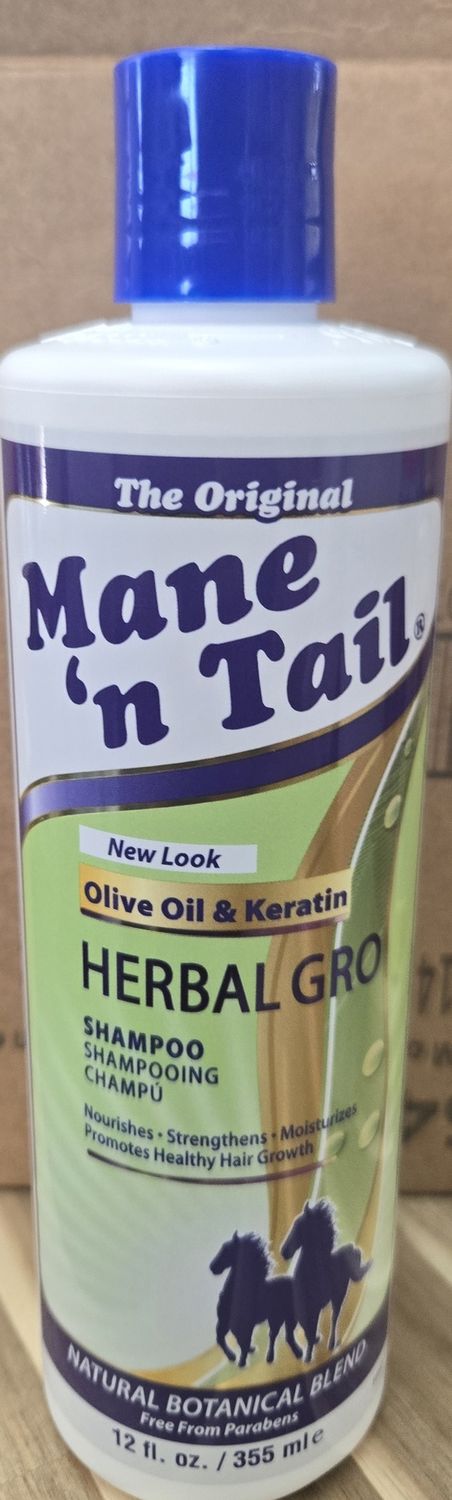 The Original
Mane
'n Tail®
New Look
Olive Oil & Keratin
HERBAL GRO
SHAMPOO
SHAMPOOING
CHAMPÚ
Nourishes • Strengthens • Moisturizes
Promotes Healthy Hair Growth
NATURAL BOTANICAL BLEND
Free From Parabens
12 fl. oz. / 355 ml e